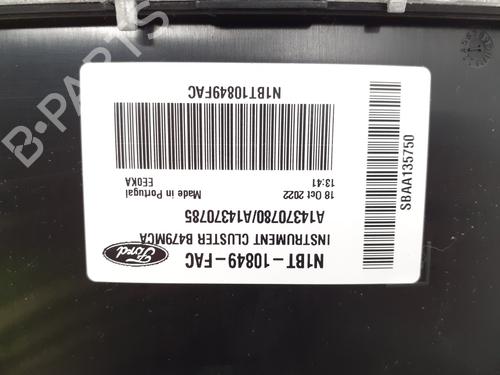 Ford
N1BT-10849-FAC
INSTRUMENT CLUSTER B479MCA
A14370780/A14370785
Made in Portugal
18 Oct 2022
EE0KA
13:41
N1BT10849FAC
SBAA135750
B-PARTS